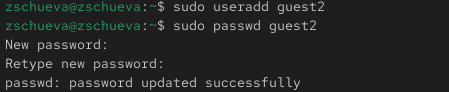 zschueva@zschueva:~$ sudo useradd guest2
zschueva@zschueva:~$ sudo passwd guest2
New password:
Retype new password:
passwd: password updated successfully